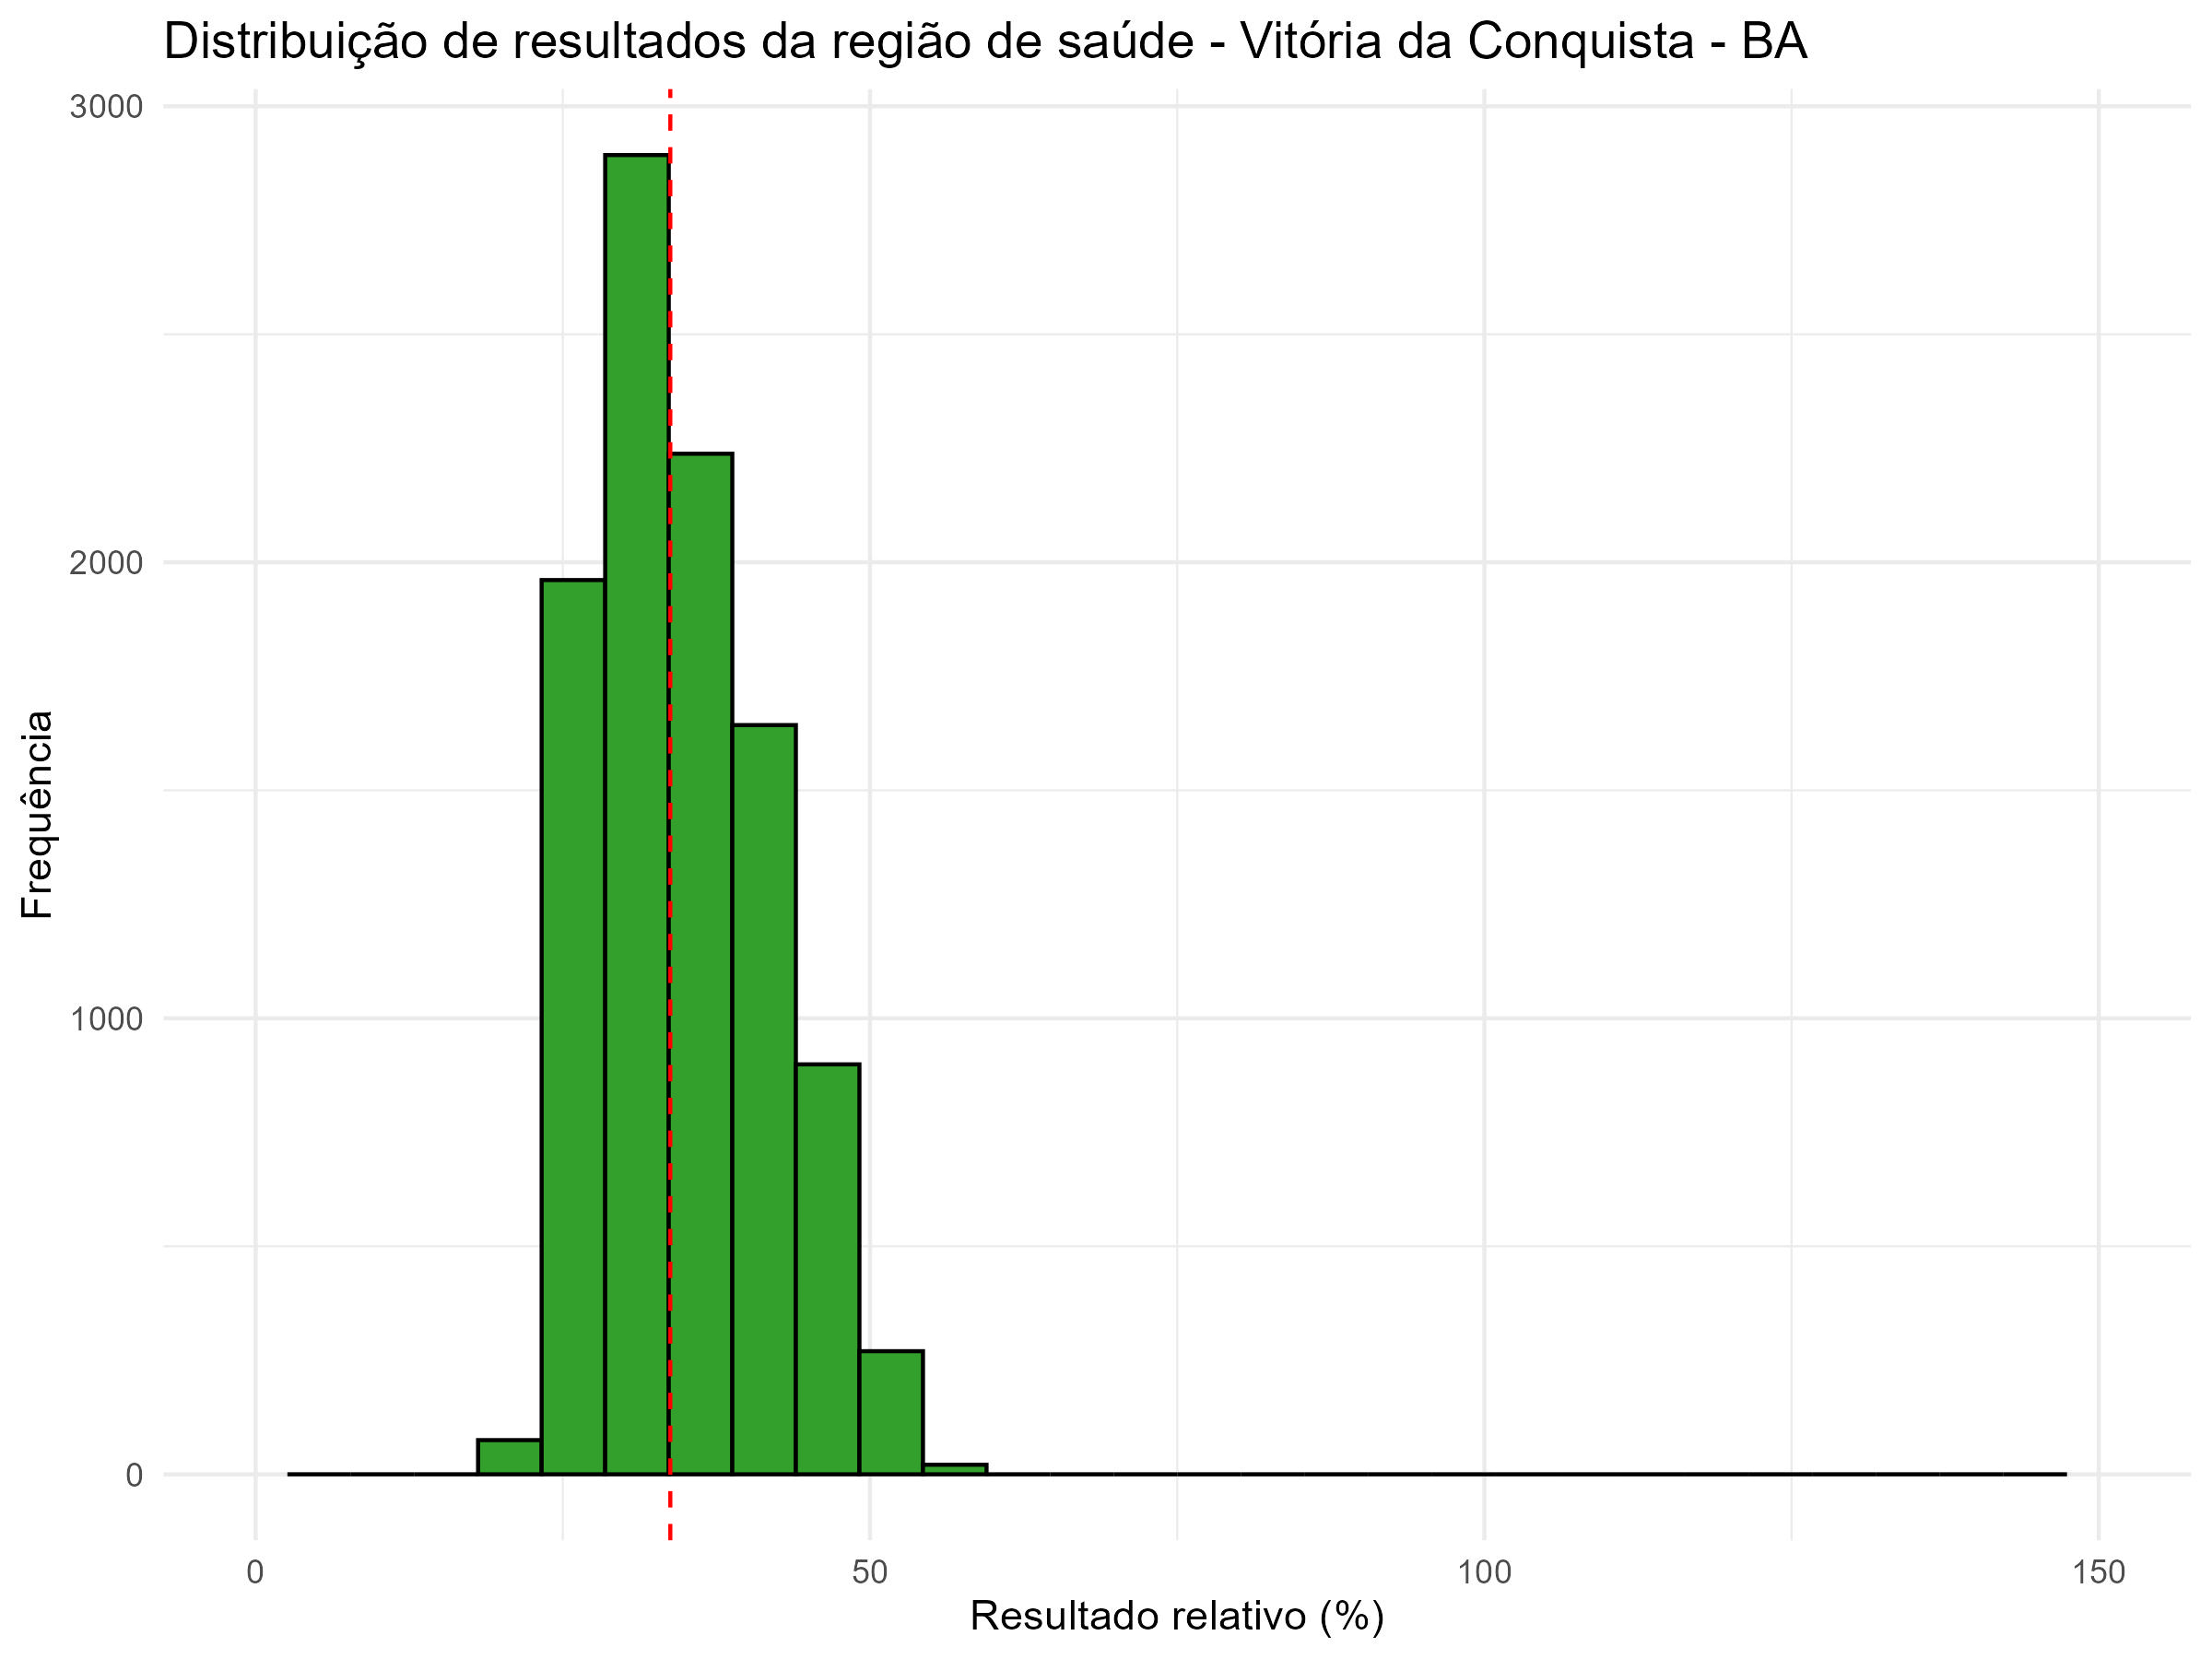 Distribuição de resultados da região de saúde - Vitória da Conquista - BA
3000
2000
1000
0
Frequência
0 50 100 150
Resultado relativo (%)